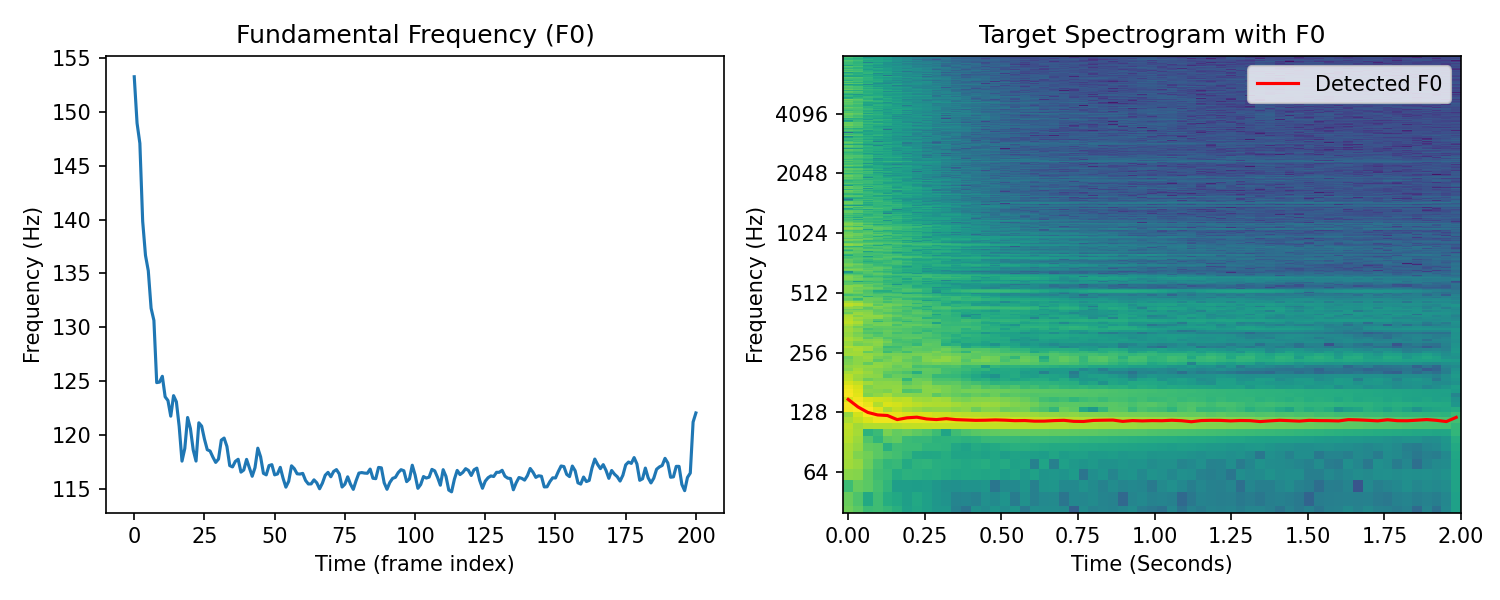 Fundamental Frequency (F0)
155
150
145
140
135
130
125
120
115
Frequency (Hz)
0 25 50 75 100 125 150 175 200
Time (frame index)
Target Spectrogram with F0
Detected F0
4096
2048
1024
512
256
128
64
Frequency (Hz)
0.00 0.25 0.50 0.75 1.00 1.25 1.50 1.75 2.00
Time (Seconds)